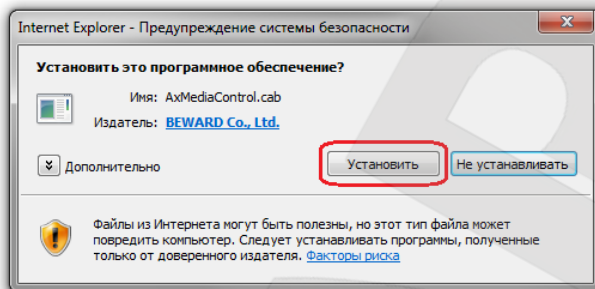 Internet Explorer - Предупреждение системы безопасности
Установить это программное обеспечение?
Имя: AxMediaControl.cab
Издатель: BEWARD Co., Ltd.
Дополнительно
Установить
Не устанавливать
Файлы из Интернета могут быть полезны, но этот тип файла может
повредить компьютер. Следует устанавливать программы, полученные
только от доверенного издателя. Факторы риска